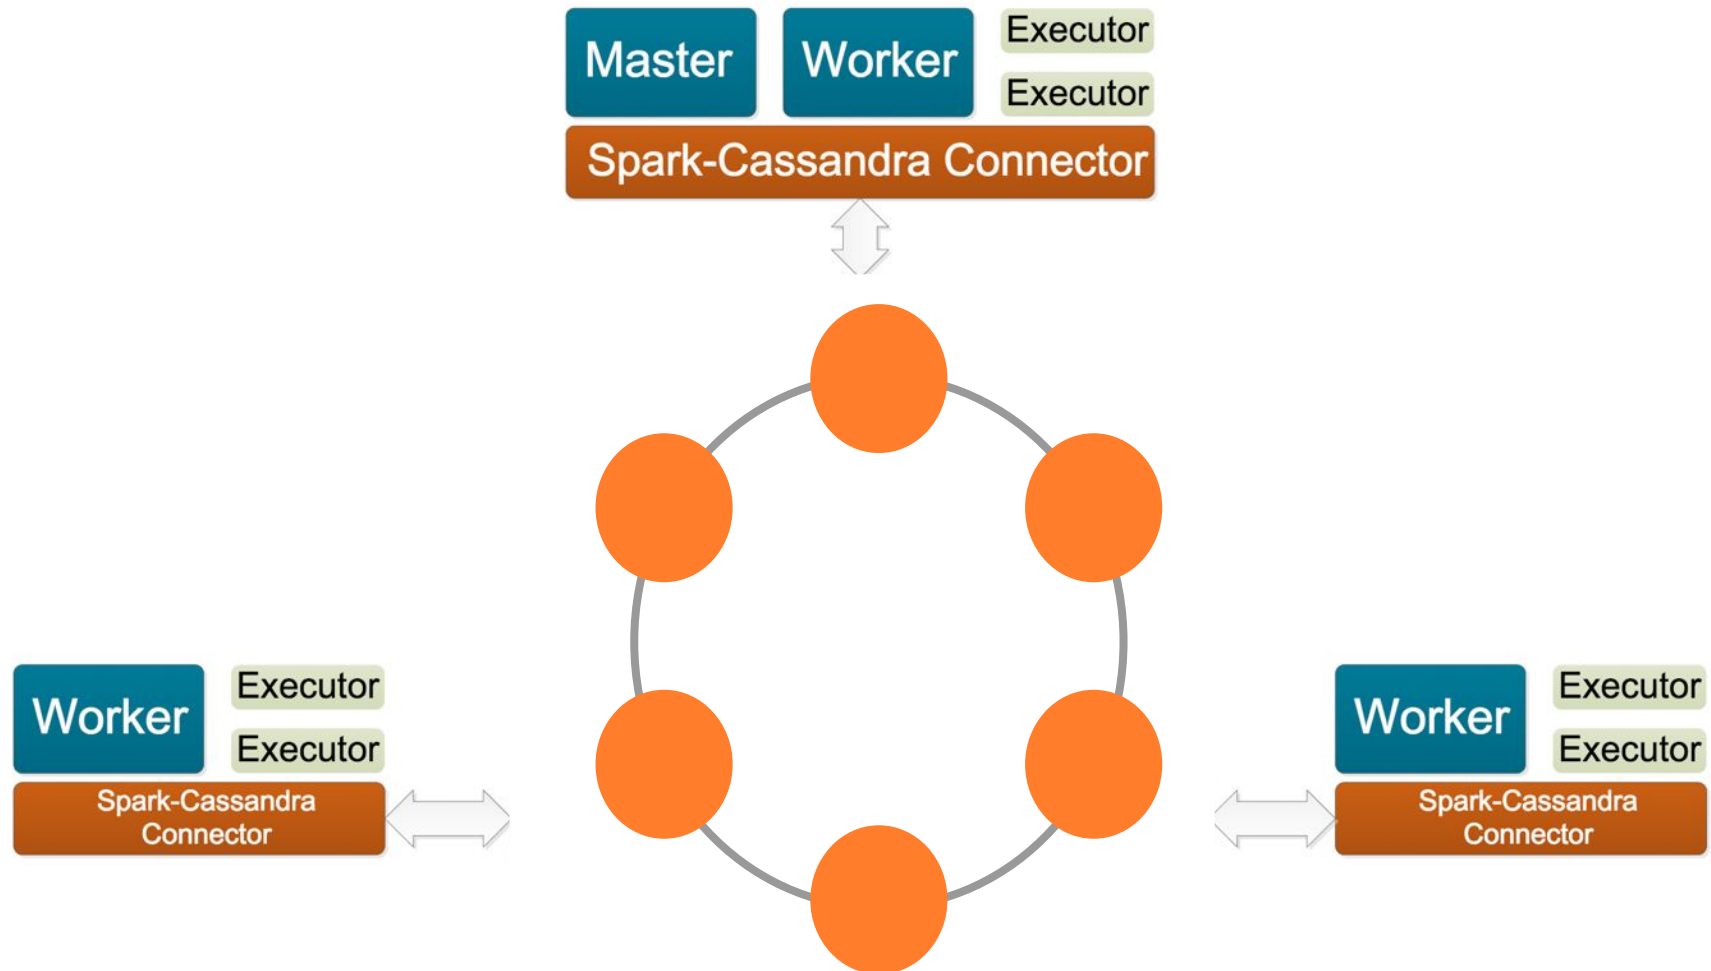 Master
Worker
Executor
Executor
Spark-Cassandra Connector
Worker
Executor
Executor
Spark-Cassandra
Connector
Worker
Executor
Executor
Spark-Cassandra
Connector